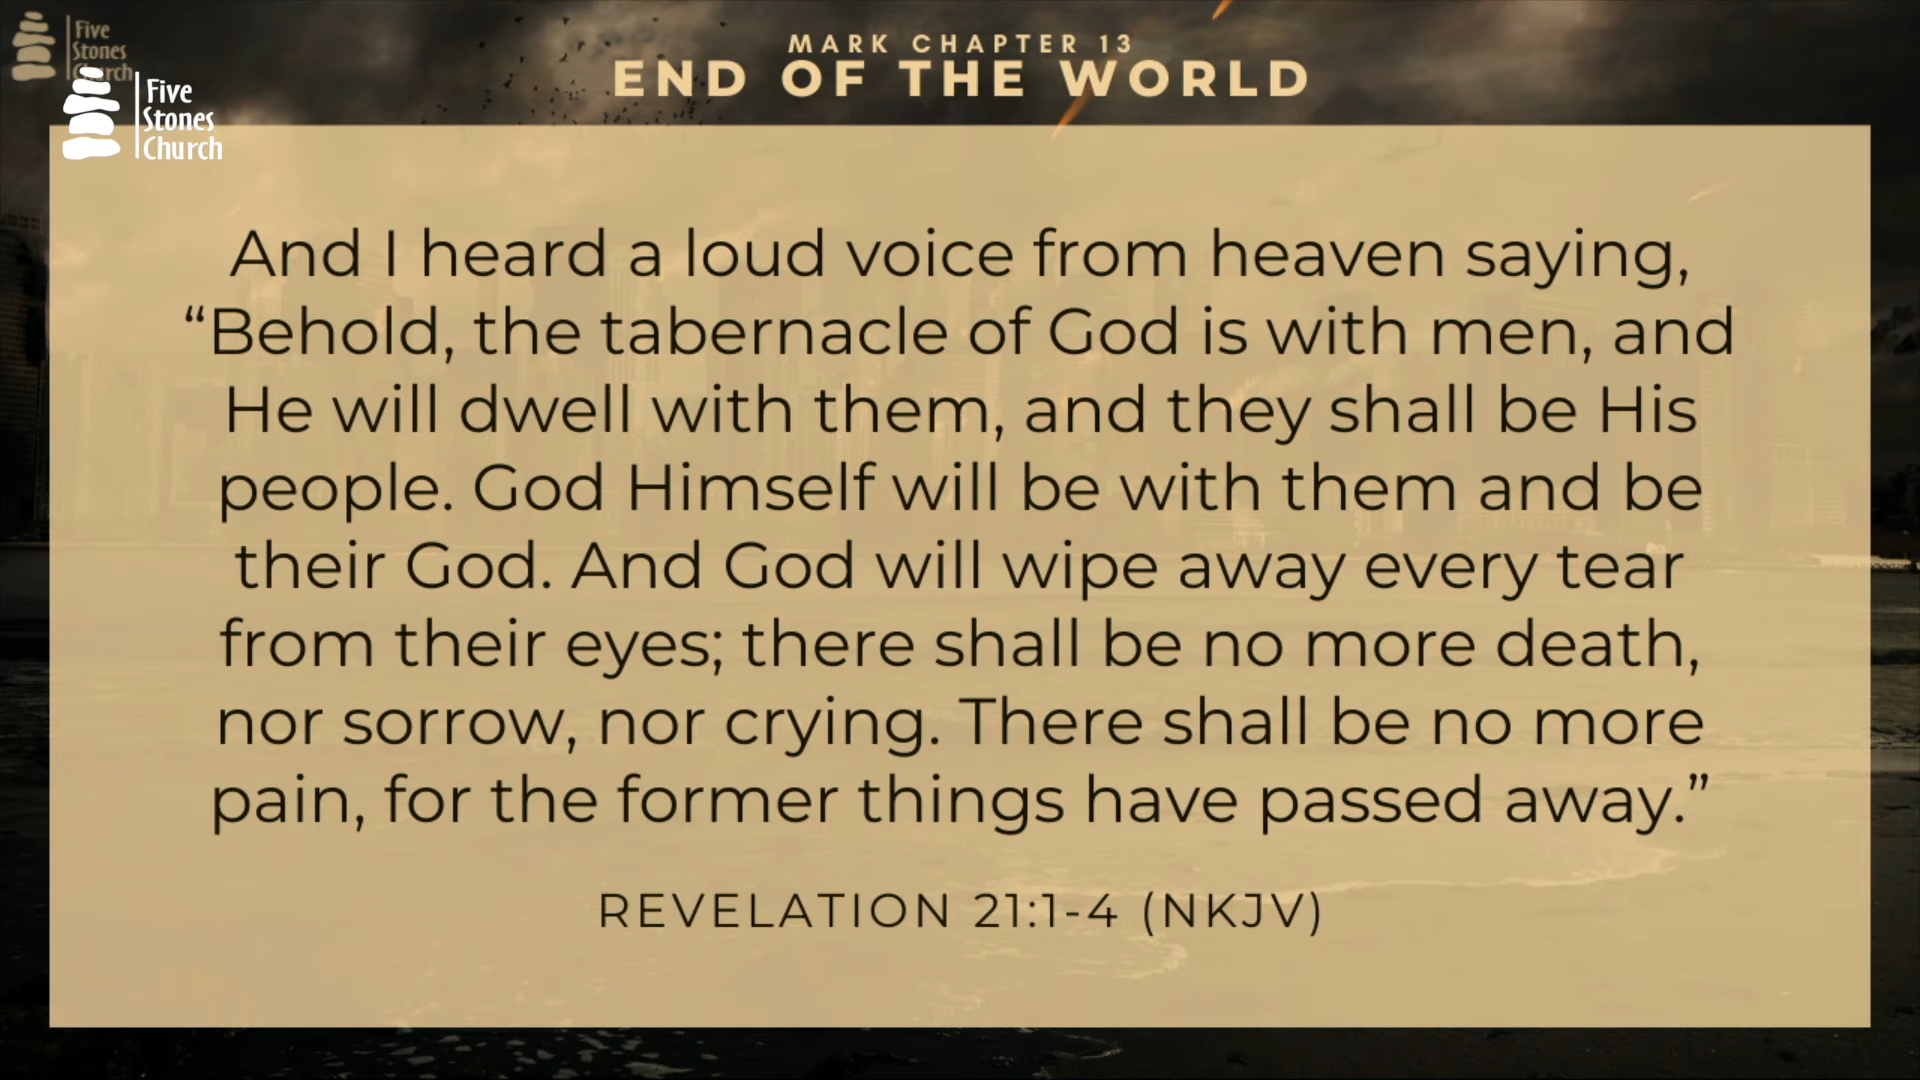 Five
Stones
Church
Five
Stones
Church
MARK CHAPTER 13
END OF THE WORLD
And I heard a loud voice from heaven saying,
“Behold, the tabernacle of God is with men, and
He will dwell with them, and they shall be His
people. God Himself will be with them and be
their God. And God will wipe away every tear
from their eyes; there shall be no more death,
nor sorrow, nor crying. There shall be no more
pain, for the former things have passed away.”
REVELATION 21:1-4 (NKJV)